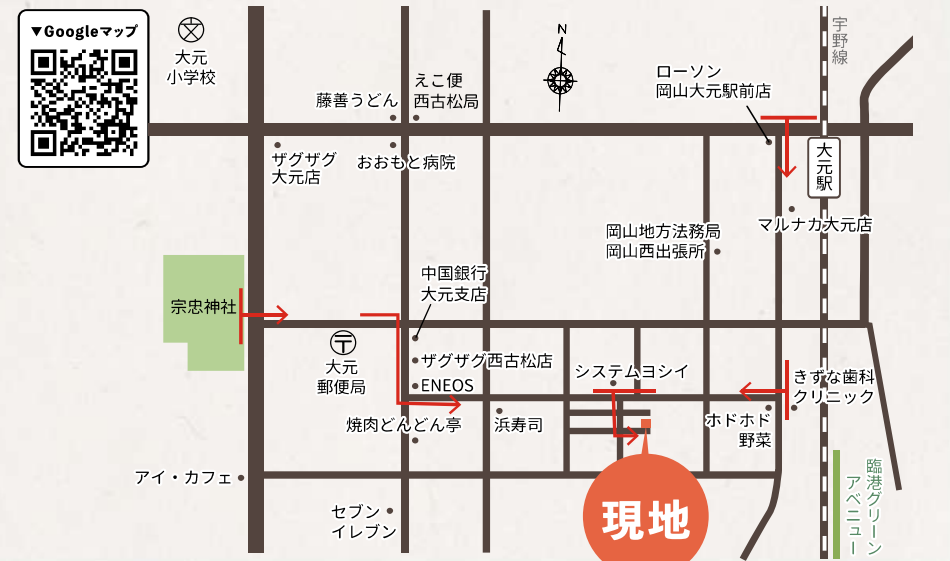 ▼Googleマップ
文
大元
小学校
藤善うどん
えこ便
西古松局
N
ローソン
岡山大元駅前店
宇野線
ザグザグ
大元店
おおもと病院
大元駅
マルナカ大元店
岡山地方法務局
岡山西出張所
中国銀行
大元支店
宗忠神社
〒
大元
郵便局
ザグザグ西古松店
ENEOS
システムヨシイ
きずな歯科
クリニック
焼肉どんどん亭
浜寿司
ホドホド
野菜
アイ・カフェ
セブン
イレブン
現地
臨港グリーン
アベニュー